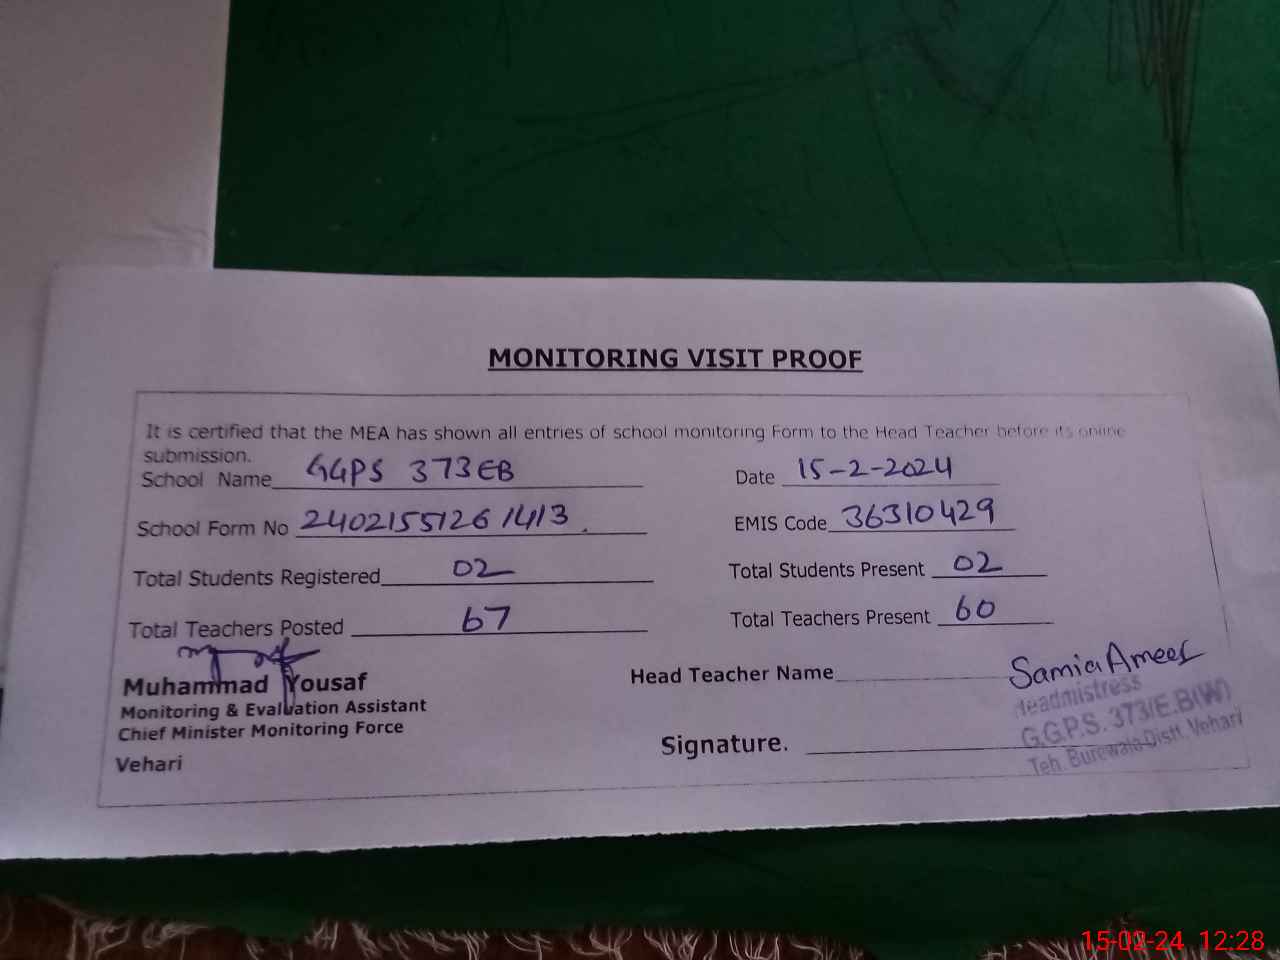 MONITORING VISIT PROOF
It is certified that the MEA has shown all entries of school monitoring Form to the Head Teacher before its online
submission.
School Name GGPS 373EB Date 15-2-2024
School Form No 24021551261413 EMIS Code 36310429
Total Students Registered 02 Total Students Present 02
Total Teachers Posted 67 Total Teachers Present 60
Muhammad Yousaf Head Teacher Name Samia Ameer
Monitoring & Evaluation Assistant Headmistress
Chief Minister Monitoring Force Signature. G.G.P.S. 373/E.B(W)
Vehari Teh. Burewala Distt. Vehari
15-02-24 12:28